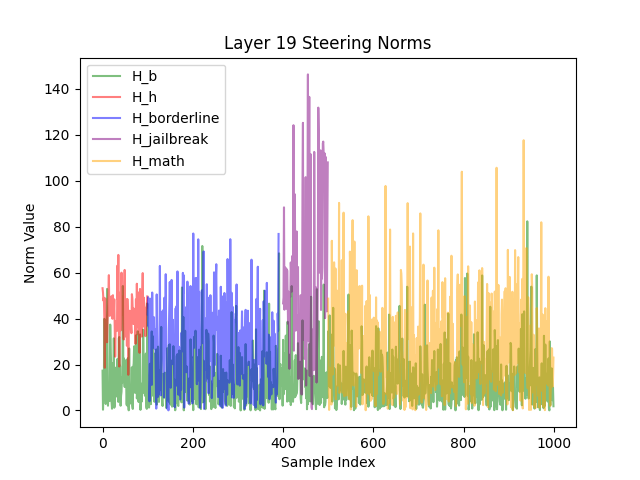 Layer 19 Steering Norms
H_b
H_h
H_borderline
H_jailbreak
H_math
Norm Value
140
120
100
80
60
40
20
0
0 200 400 600 800 1000
Sample Index